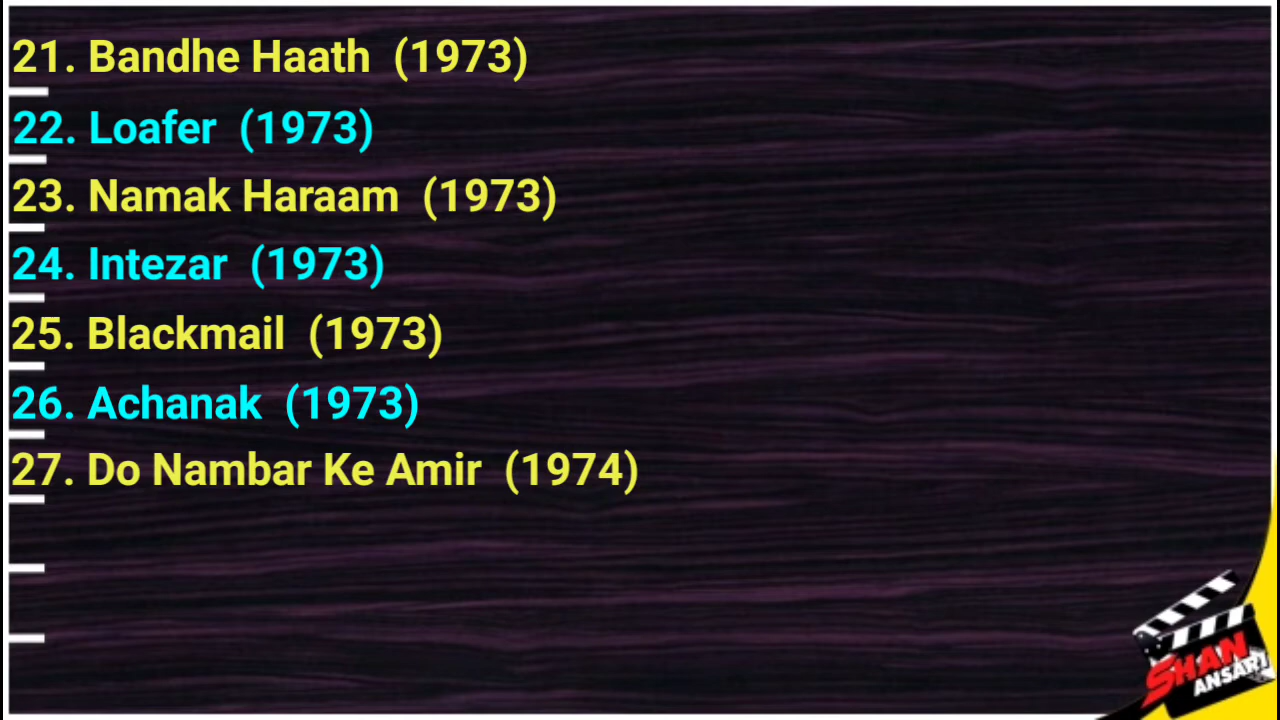 21. Bandhe Haath (1973)
22. Loafer (1973)
23. Namak Haraam (1973)
24. Intezar (1973)
25. Blackmail (1973)
26. Achanak (1973)
27. Do Nambar Ke Amir (1974)
SHAN
ANSARI